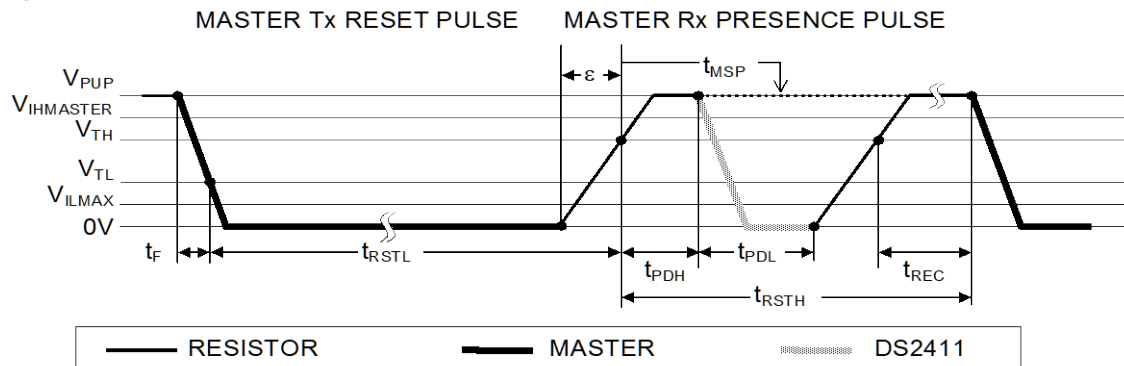 MASTER Tx RESET PULSE MASTER Rx PRESENCE PULSE
ε tMSP
VPUP
VIHMASTER
VTH
VTL
VILMAX
0V
tF tRSTL tPDH tPDL tREC
tRSTH
RESISTOR MASTER DS2411